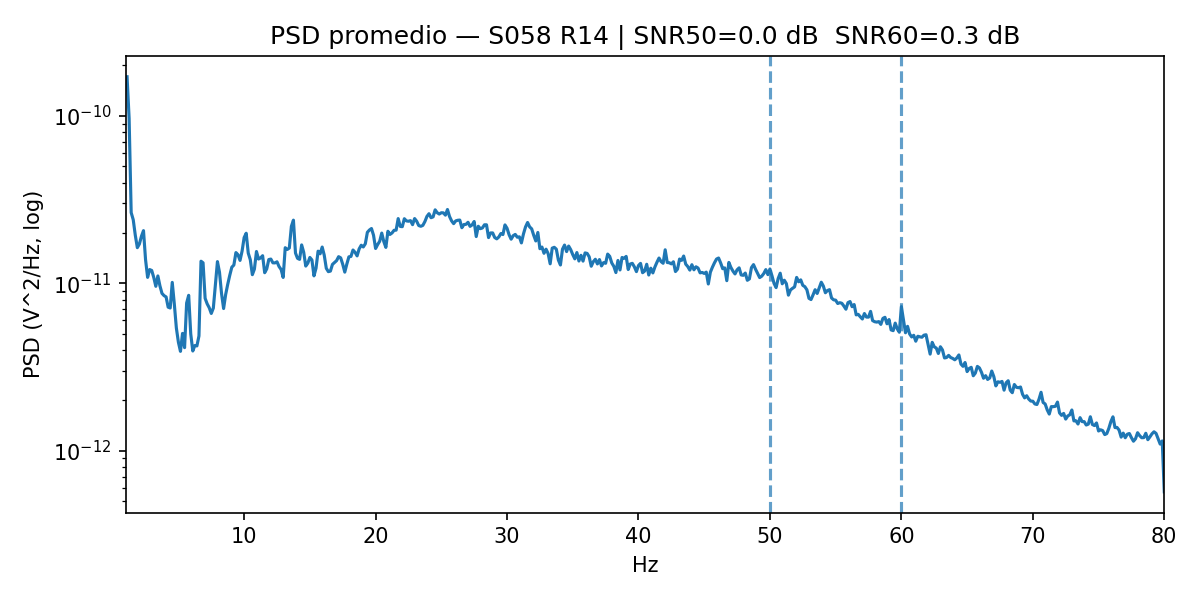 PSD promedio — S058 R14 | SNR50=0.0 dB  SNR60=0.3 dB
PSD (V^2/Hz, log)
10⁻¹⁰
10⁻¹¹
10⁻¹²
10 20 30 40 50 60 70 80
Hz